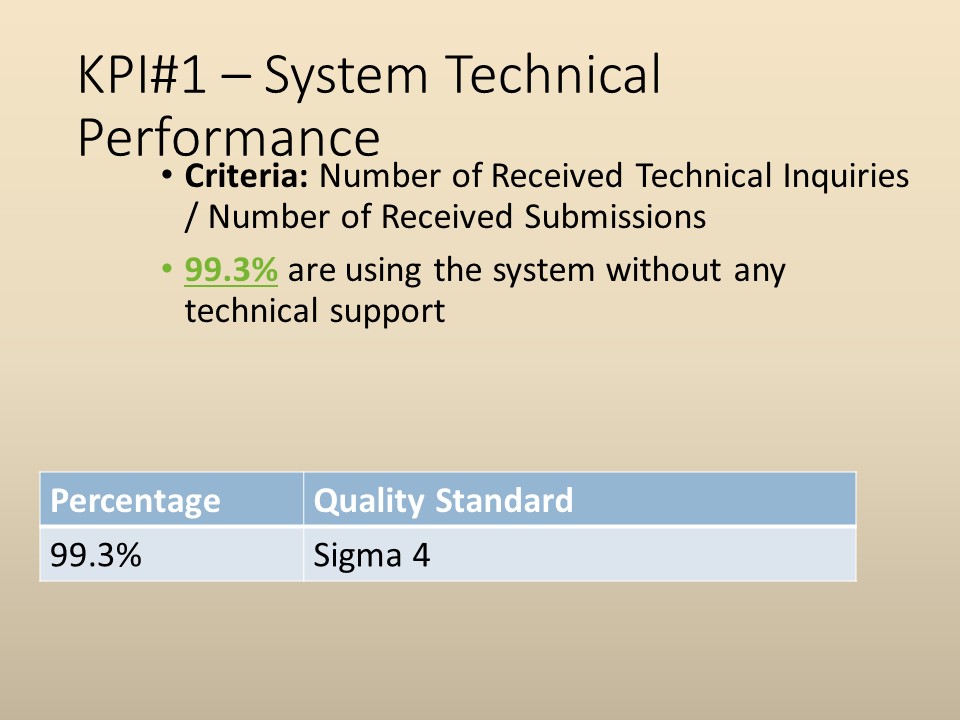 KPI#1 – System Technical
Performance
• Criteria: Number of Received Technical Inquiries
/ Number of Received Submissions
• 99.3% are using the system without any
technical support
Percentage Quality Standard
99.3% Sigma 4